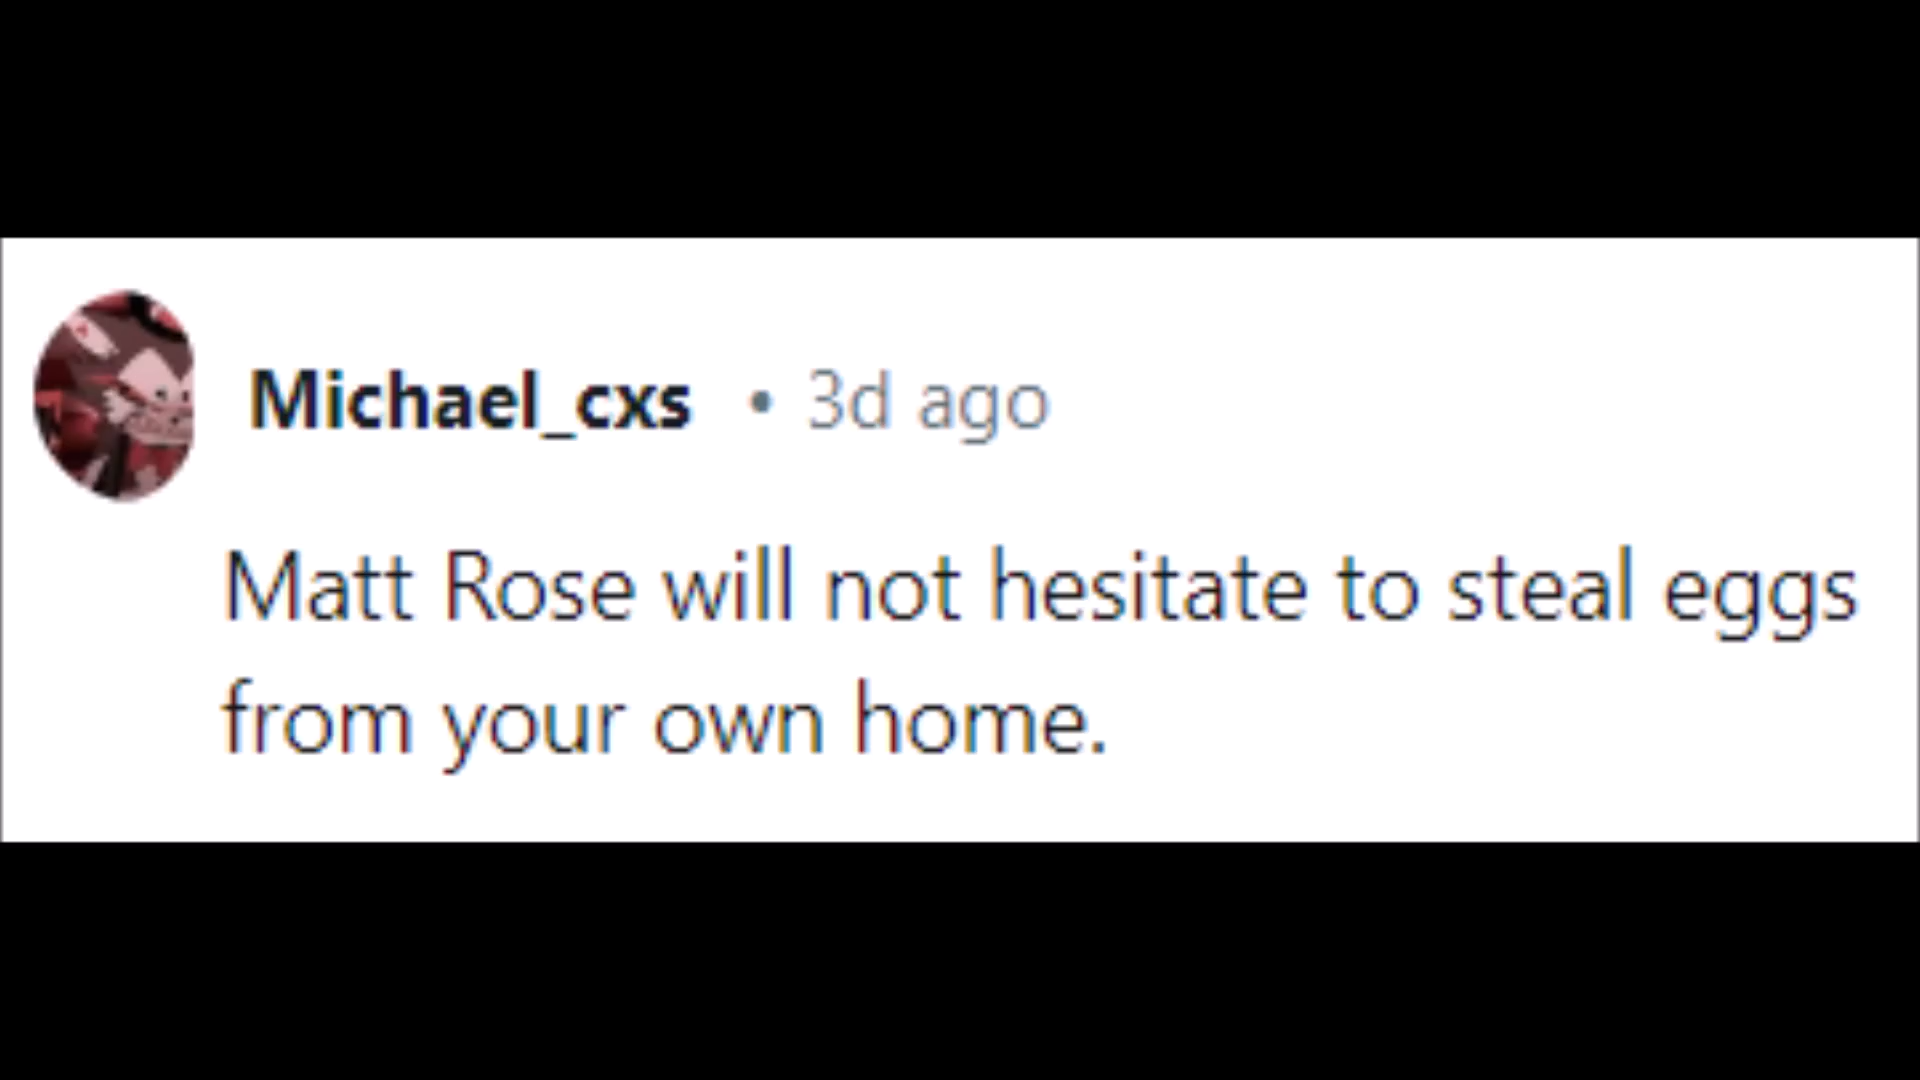 Michael_cxs • 3d ago
Matt Rose will not hesitate to steal eggs
from your own home.